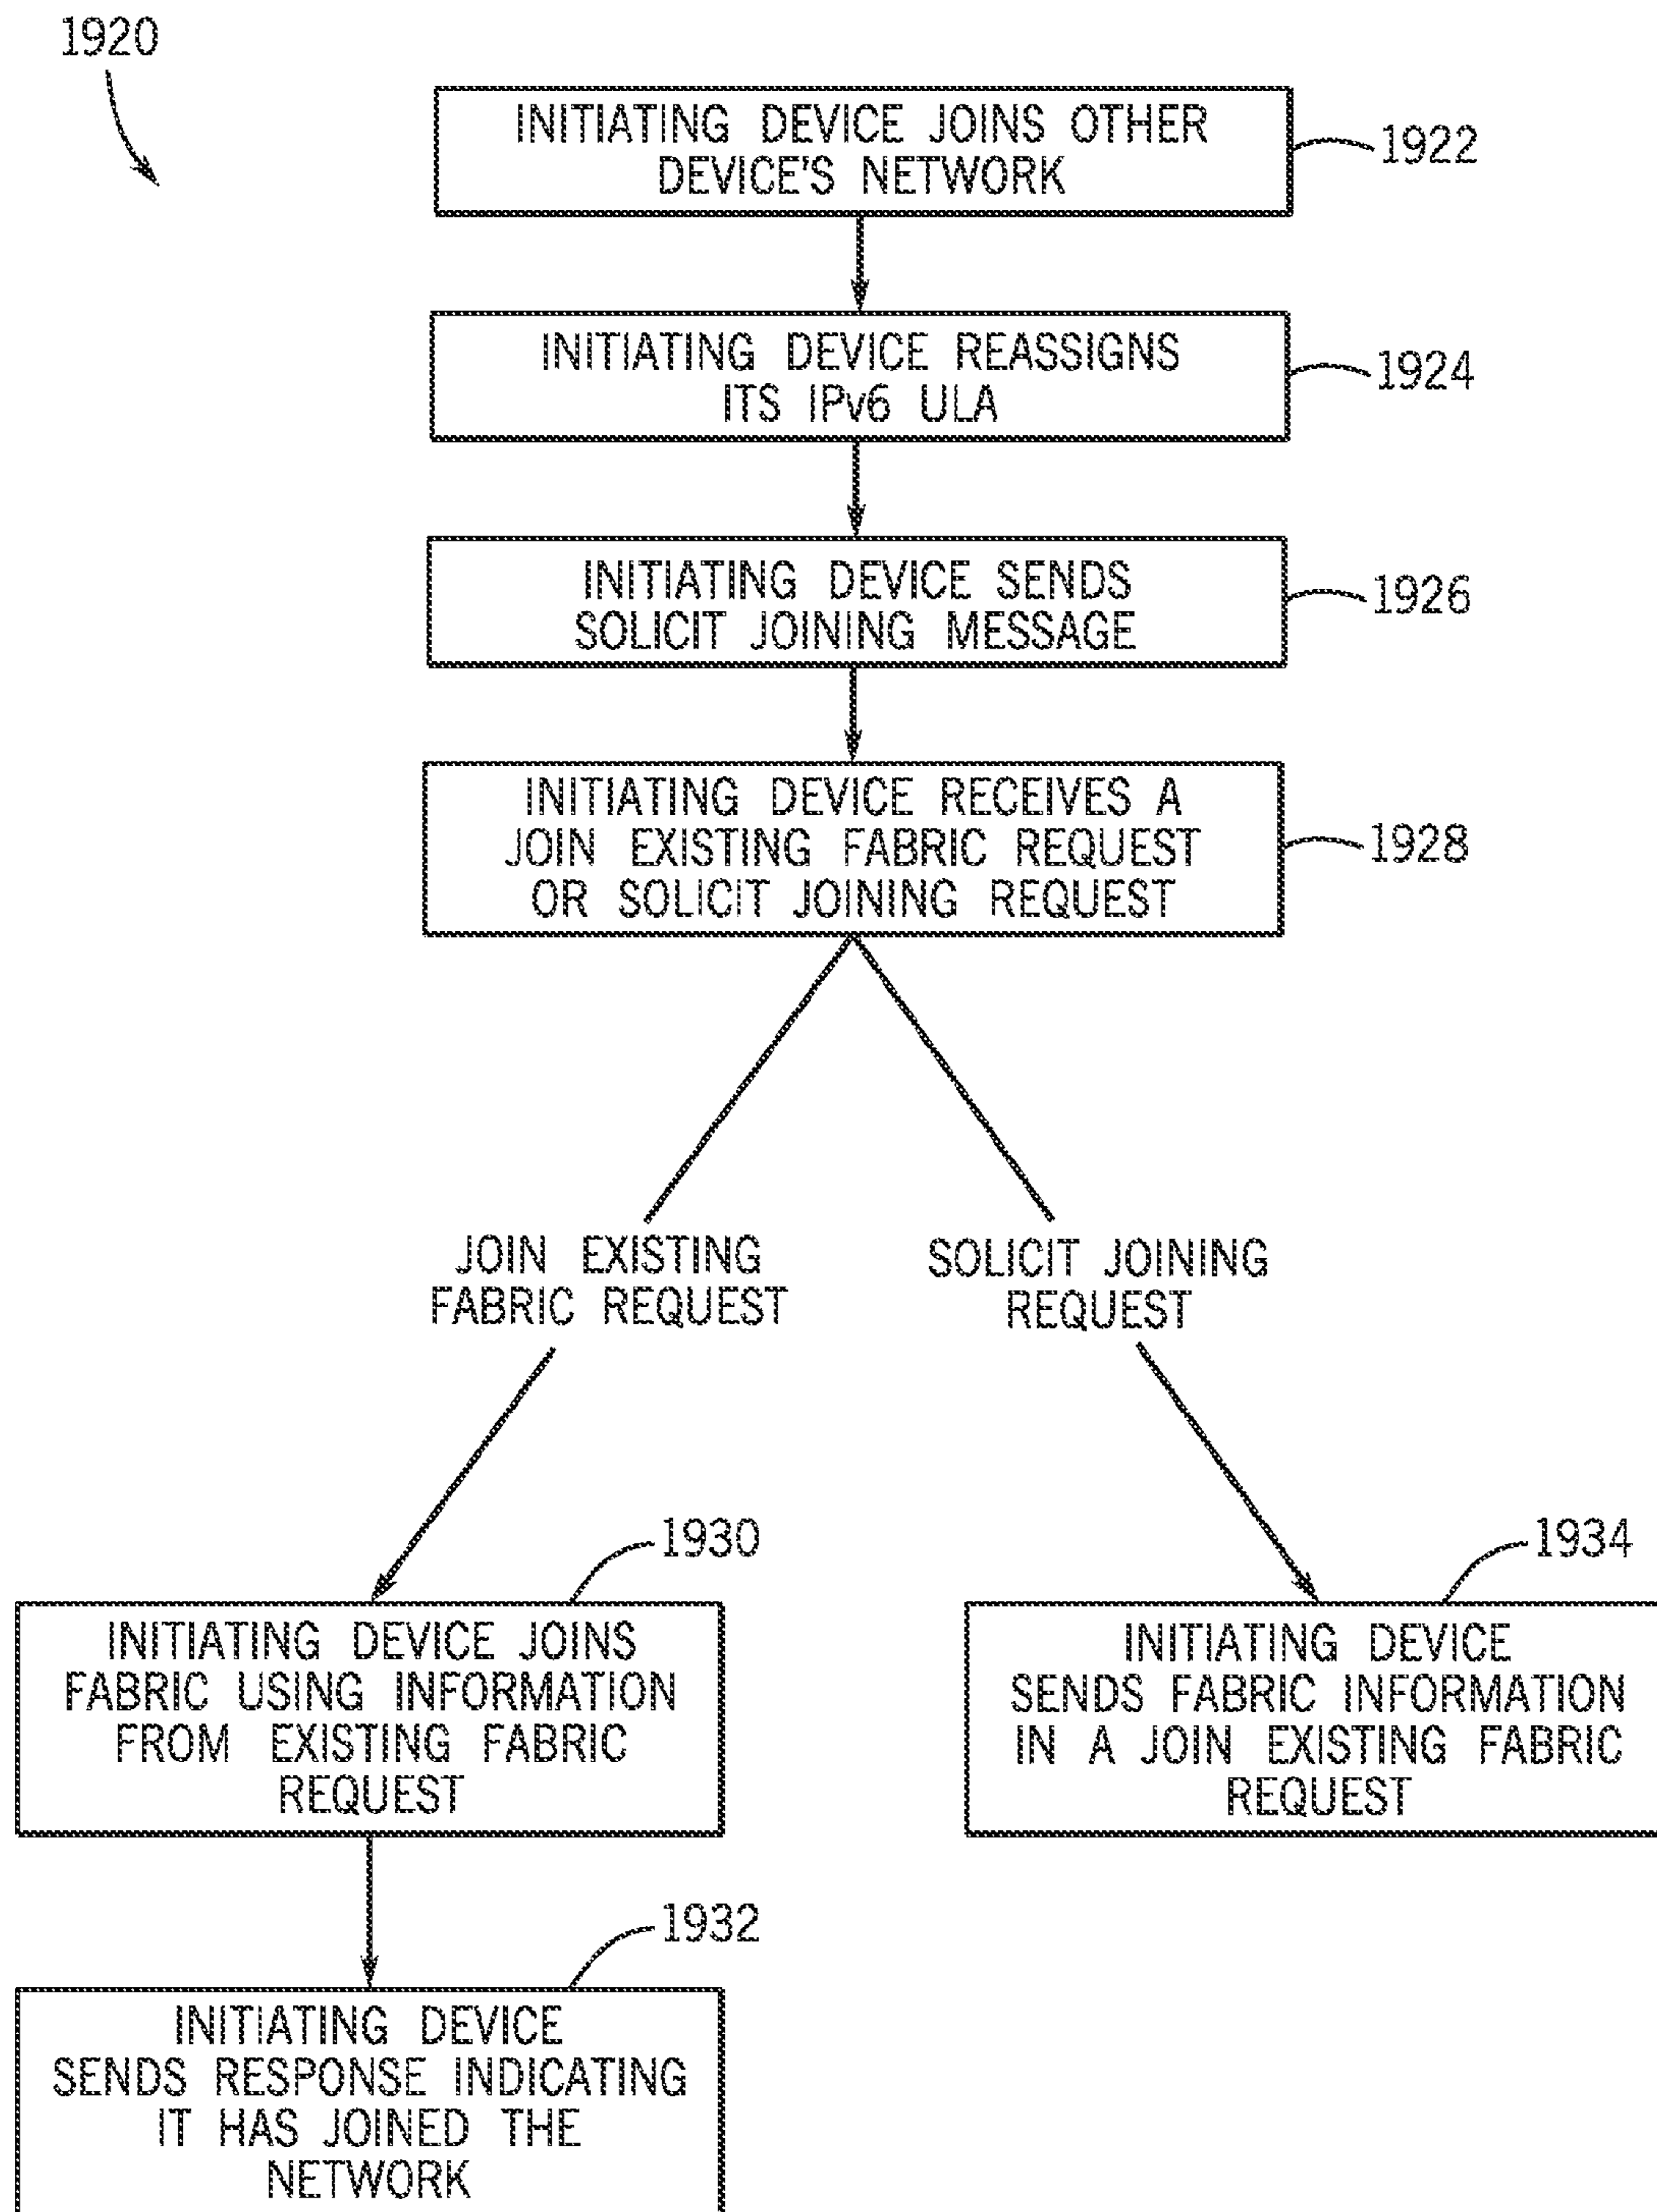 1920
INITIATING DEVICE JOINS OTHER
DEVICE'S NETWORK
1922
INITIATING DEVICE REASSIGNS
ITS IPv6 ULA
1924
INITIATING DEVICE SENDS
SOLICIT JOINING MESSAGE
1926
INITIATING DEVICE RECEIVES A
JOIN EXISTING FABRIC REQUEST
OR SOLICIT JOINING REQUEST
1928
JOIN EXISTING
FABRIC REQUEST
SOLICIT JOINING
REQUEST
1930
INITIATING DEVICE JOINS
FABRIC USING INFORMATION
FROM EXISTING FABRIC
REQUEST
1934
INITIATING DEVICE
SENDS FABRIC INFORMATION
IN A JOIN EXISTING FABRIC
REQUEST
1932
INITIATING DEVICE
SENDS RESPONSE INDICATING
IT HAS JOINED THE
NETWORK